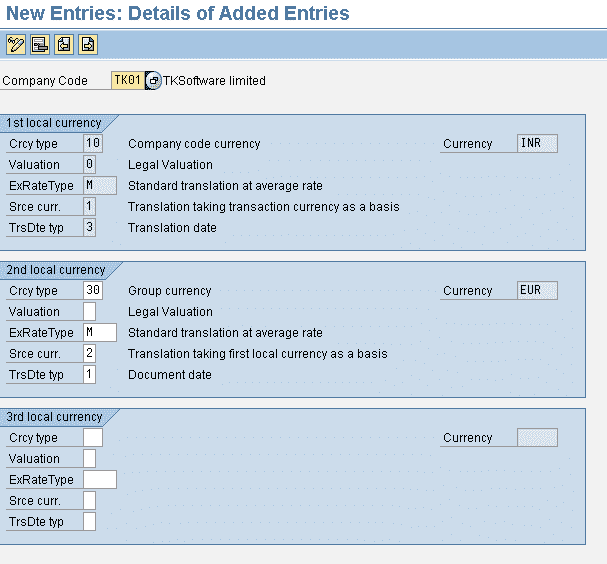 New Entries: Details of Added Entries
Company Code TK01 TKSoftware limited
1st local currency
Crcy type 10 Company code currency Currency INR
Valuation 0 Legal Valuation
ExRateType M Standard translation at average rate
Srce curr. 1 Translation taking transaction currency as a basis
TrsDte typ 3 Translation date
2nd local currency
Crcy type 30 Group currency Currency EUR
Valuation Legal Valuation
ExRateType M Standard translation at average rate
Srce curr. 2 Translation taking first local currency as a basis
TrsDte typ 1 Document date
3rd local currency
Crcy type Currency
Valuation
ExRateType
Srce curr.
TrsDte typ